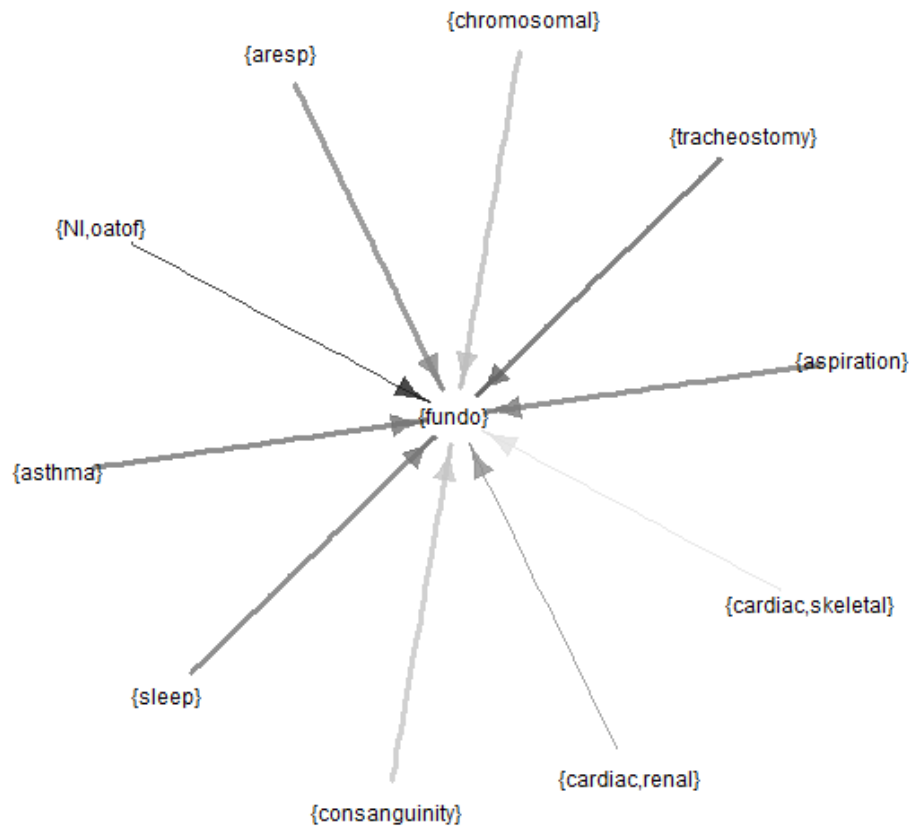 {chromosomal}
{aresp}
{tracheostomy}
{NI,oatof}
{aspiration}
{fundo}
{asthma}
{cardiac,skeletal}
{sleep}
{cardiac,renal}
{consanguinity}